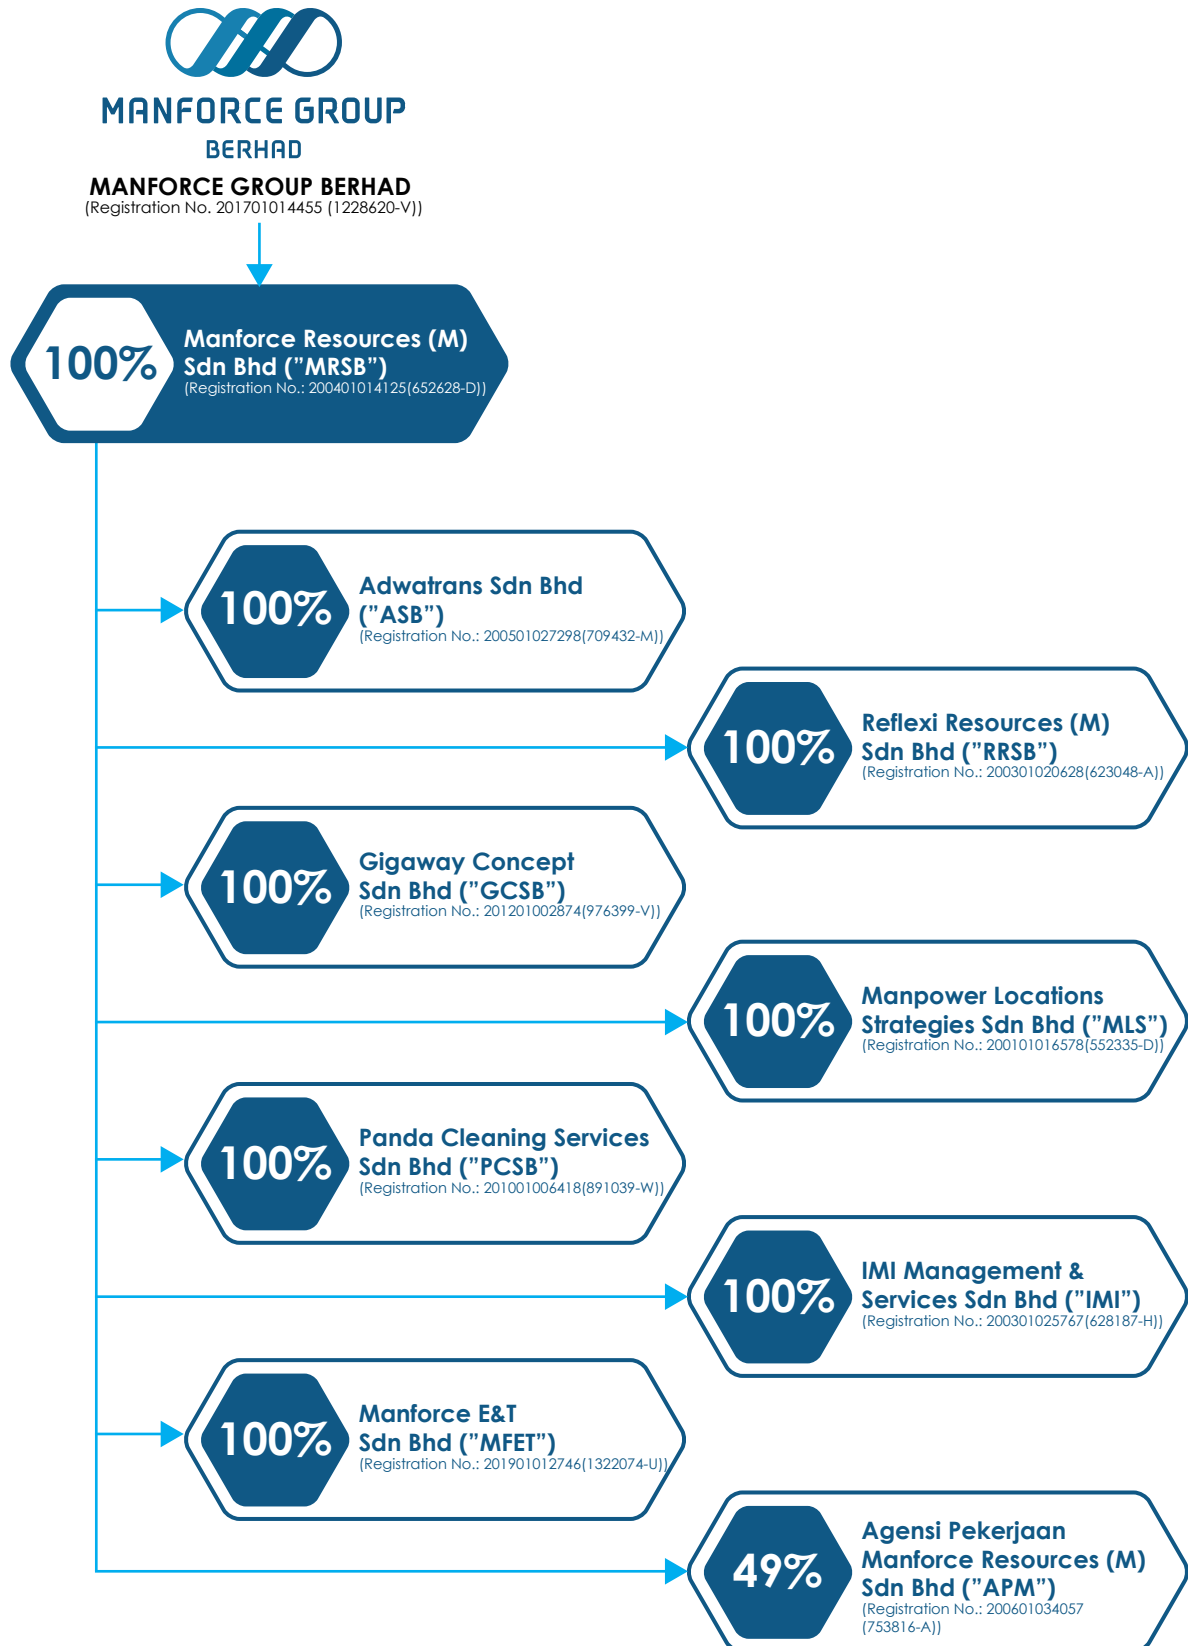 MANFORCE GROUP
BERHAD
MANFORCE GROUP BERHAD
(Registration No. 201701014455 (1228620-V))
100%
Manforce Resources (M)
Sdn Bhd (”MRSB”)
(Registration No.: 200401014125(652628-D))
100%
Adwatrans Sdn Bhd
(”ASB”)
(Registration No.: 200501027298(709432-M))
100%
Reflexi Resources (M)
Sdn Bhd (”RRSB”)
(Registration No.: 200301020628(623048-A))
100%
Gigaway Concept
Sdn Bhd (”GCSB”)
(Registration No.: 201201002874(976399-V))
100%
Manpower Locations
Strategies Sdn Bhd (”MLS”)
(Registration No.: 200101016578(552335-D))
100%
Panda Cleaning Services
Sdn Bhd (”PCSB”)
(Registration No.: 201001006418(891039-W))
100%
IMI Management &
Services Sdn Bhd (”IMI”)
(Registration No.: 200301025767(628187-H))
100%
Manforce E&T
Sdn Bhd (”MFET”)
(Registration No.: 201901012746(1322074-U))
49%
Agensi Pekerjaan
Manforce Resources (M)
Sdn Bhd (”APM”)
(Registration No.: 200601034057
(753816-A))